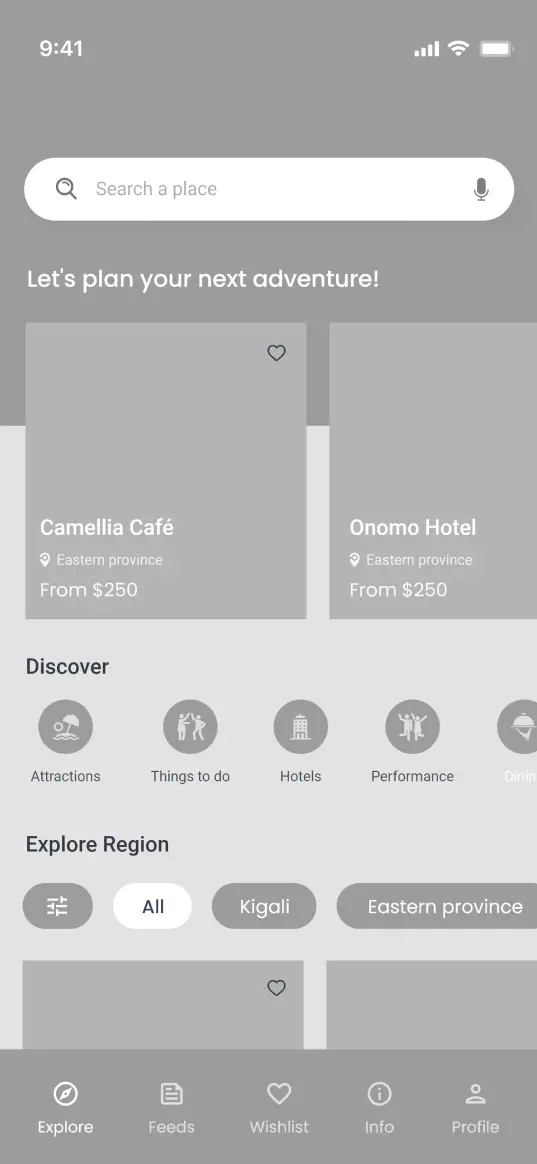 9:41
Search a place
Let's plan your next adventure!
Camellia Café
Eastern province
From $250
Onomo Hotel
Eastern province
From $250
Discover
Attractions
Things to do
Hotels
Performance
Dinin
Explore Region
All
Kigali
Eastern province
Explore
Feeds
Wishlist
Info
Profile